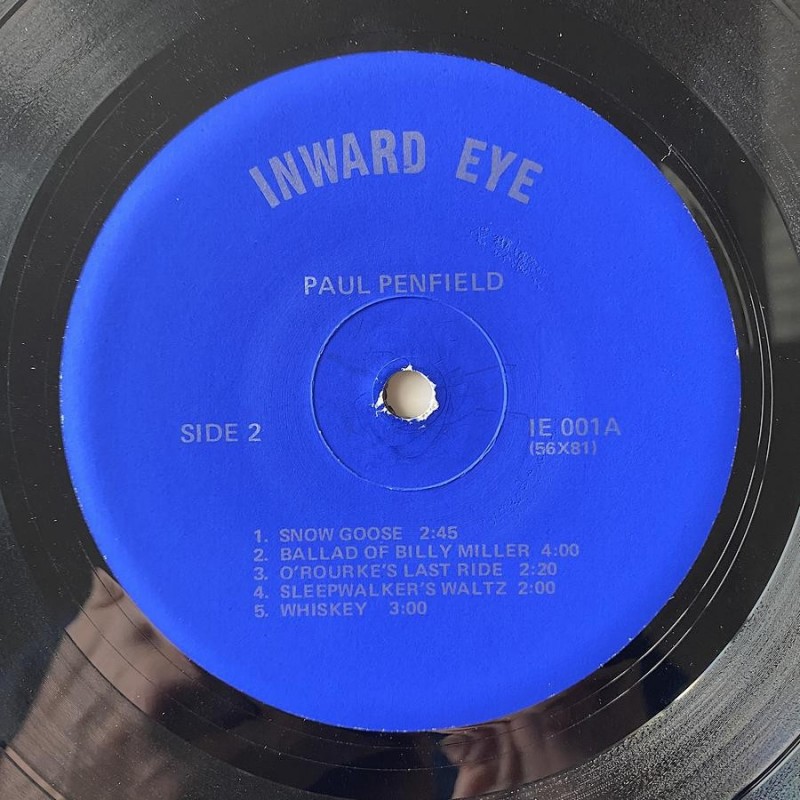 INWARD EYE
PAUL PENFIELD
SIDE 2
IE 001A
(56X81)
1. SNOW GOOSE 2:45
2. BALLAD OF BILLY MILLER 4:00
3. O'ROURKE'S LAST RIDE 2:20
4. SLEEPWALKER'S WALTZ 2:00
5. WHISKEY 3:00